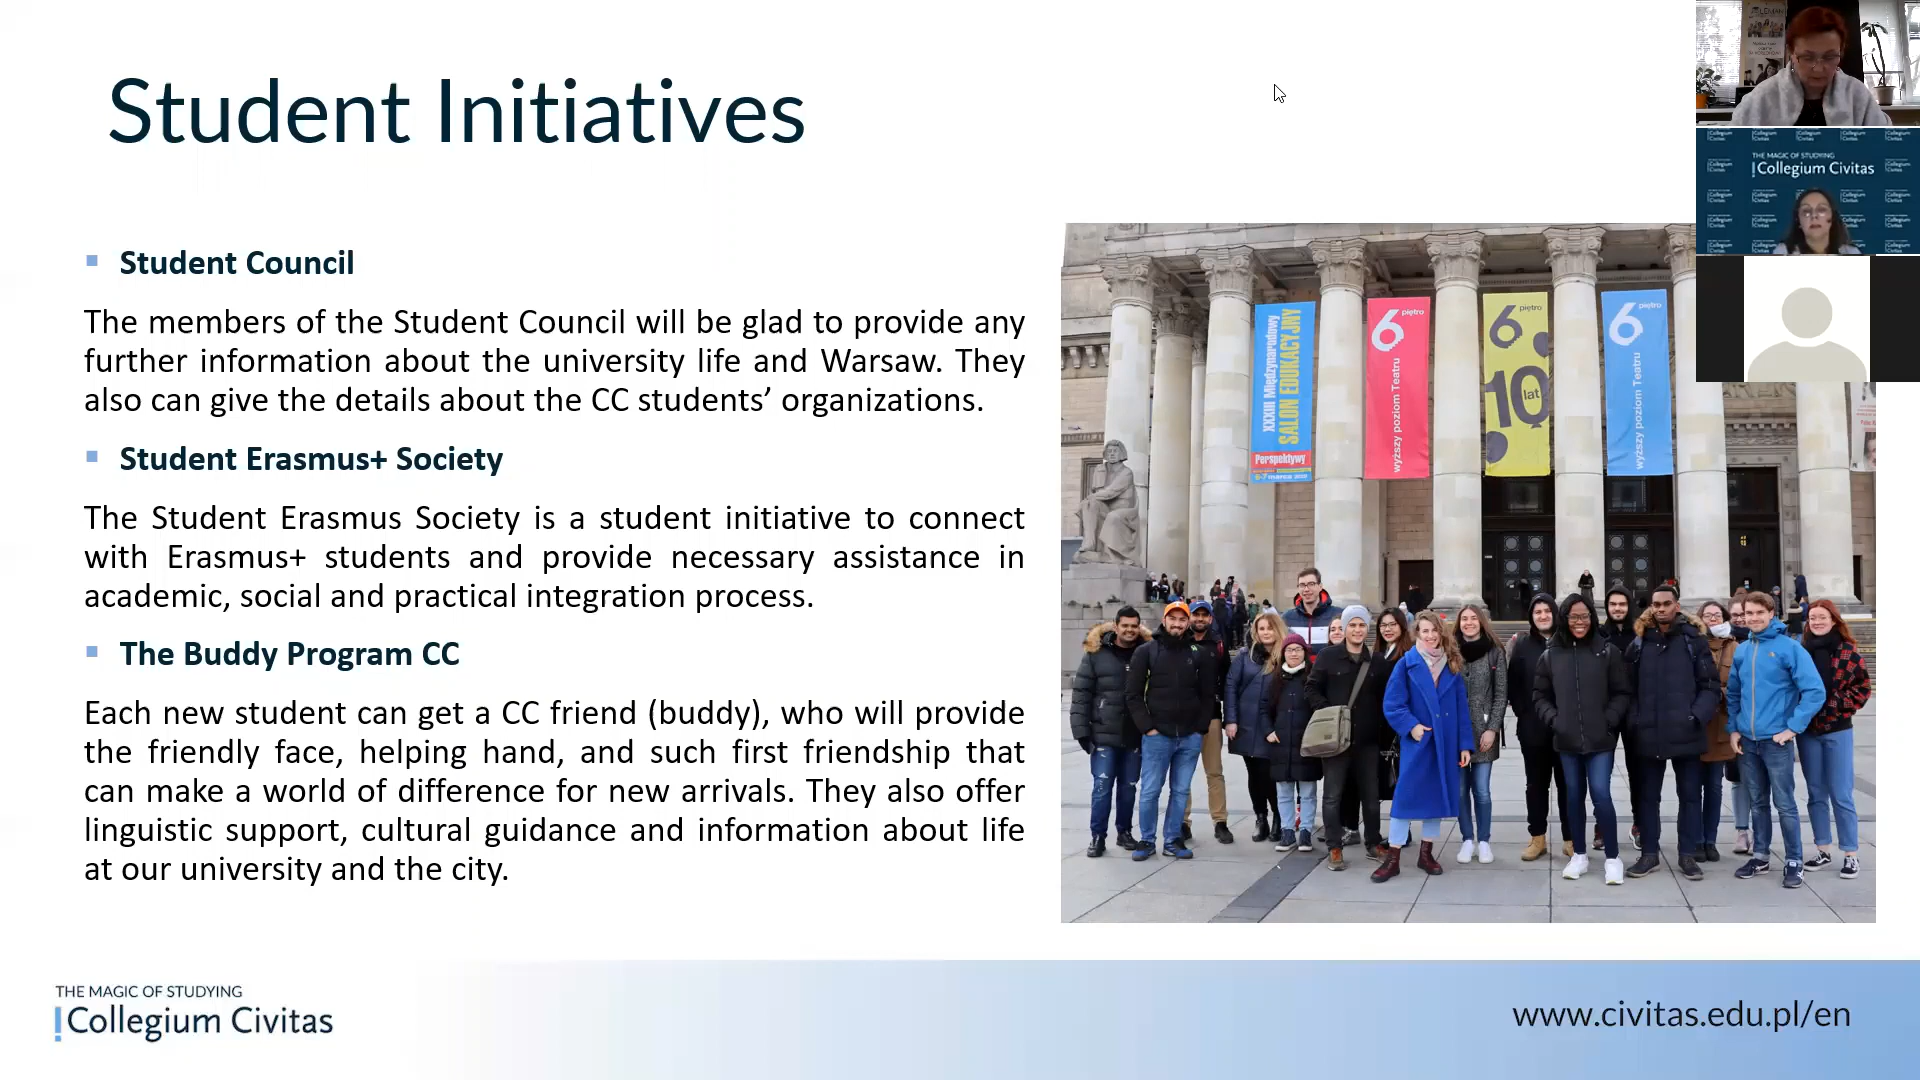 Student Initiatives
Student Council
The members of the Student Council will be glad to provide any
further information about the university life and Warsaw. They
also can give the details about the CC students’ organizations.
Student Erasmus+ Society
The Student Erasmus Society is a student initiative to connect
with Erasmus+ students and provide necessary assistance in
academic, social and practical integration process.
The Buddy Program CC
Each new student can get a CC friend (buddy), who will provide
the friendly face, helping hand, and such first friendship that
can make a world of difference for new arrivals. They also offer
linguistic support, cultural guidance and information about life
at our university and the city.
THE MAGIC OF STUDYING
Collegium Civitas
XXXIII Międzynarodowy
SALON EDUKACYJNY
Perspektywy
6 piętro
wyższy poziom Teatru
6 piętro
10 lat
6 piętro
wyższy poziom Teatru
THE MAGIC OF STUDYING
Collegium Civitas
www.civitas.edu.pl/en